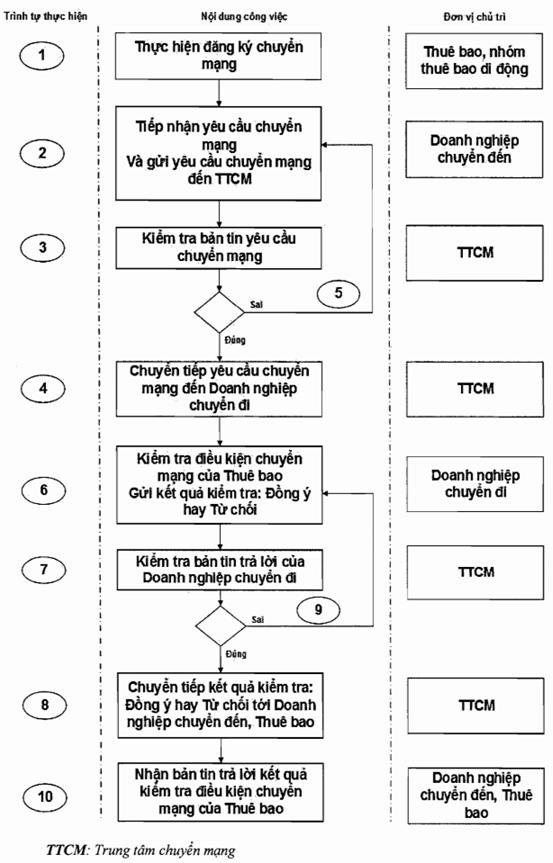 Trình tự thực hiện
Nội dung công việc
Đơn vị chủ trì
1
Thực hiện đăng ký chuyển
mạng
Thuê bao, nhóm
thuê bao di động
2
Tiếp nhận yêu cầu chuyển
mạng
Và gửi yêu cầu chuyển mạng
đến TTCM
Doanh nghiệp
chuyển đến
3
Kiểm tra bản tin yêu cầu
chuyển mạng
TTCM
Sai
5
Đúng
4
Chuyển tiếp yêu cầu chuyển
mạng đến Doanh nghiệp
chuyển đi
TTCM
6
Kiểm tra điều kiện chuyển
mạng của Thuê bao
Gửi kết quả kiểm tra: Đồng ý
hay Từ chối
Doanh nghiệp
chuyển đi
7
Kiểm tra bản tin trả lời của
Doanh nghiệp chuyển đi
TTCM
Sai
9
Đúng
8
Chuyển tiếp kết quả kiểm tra:
Đồng ý hay Từ chối tới Doanh
nghiệp chuyển đến, Thuê bao
TTCM
10
Nhận bản tin trả lời kết quả
kiểm tra điều kiện chuyển
mạng của Thuê bao
Doanh nghiệp
chuyển đến, Thuê
bao
TTCM: Trung tâm chuyển mạng